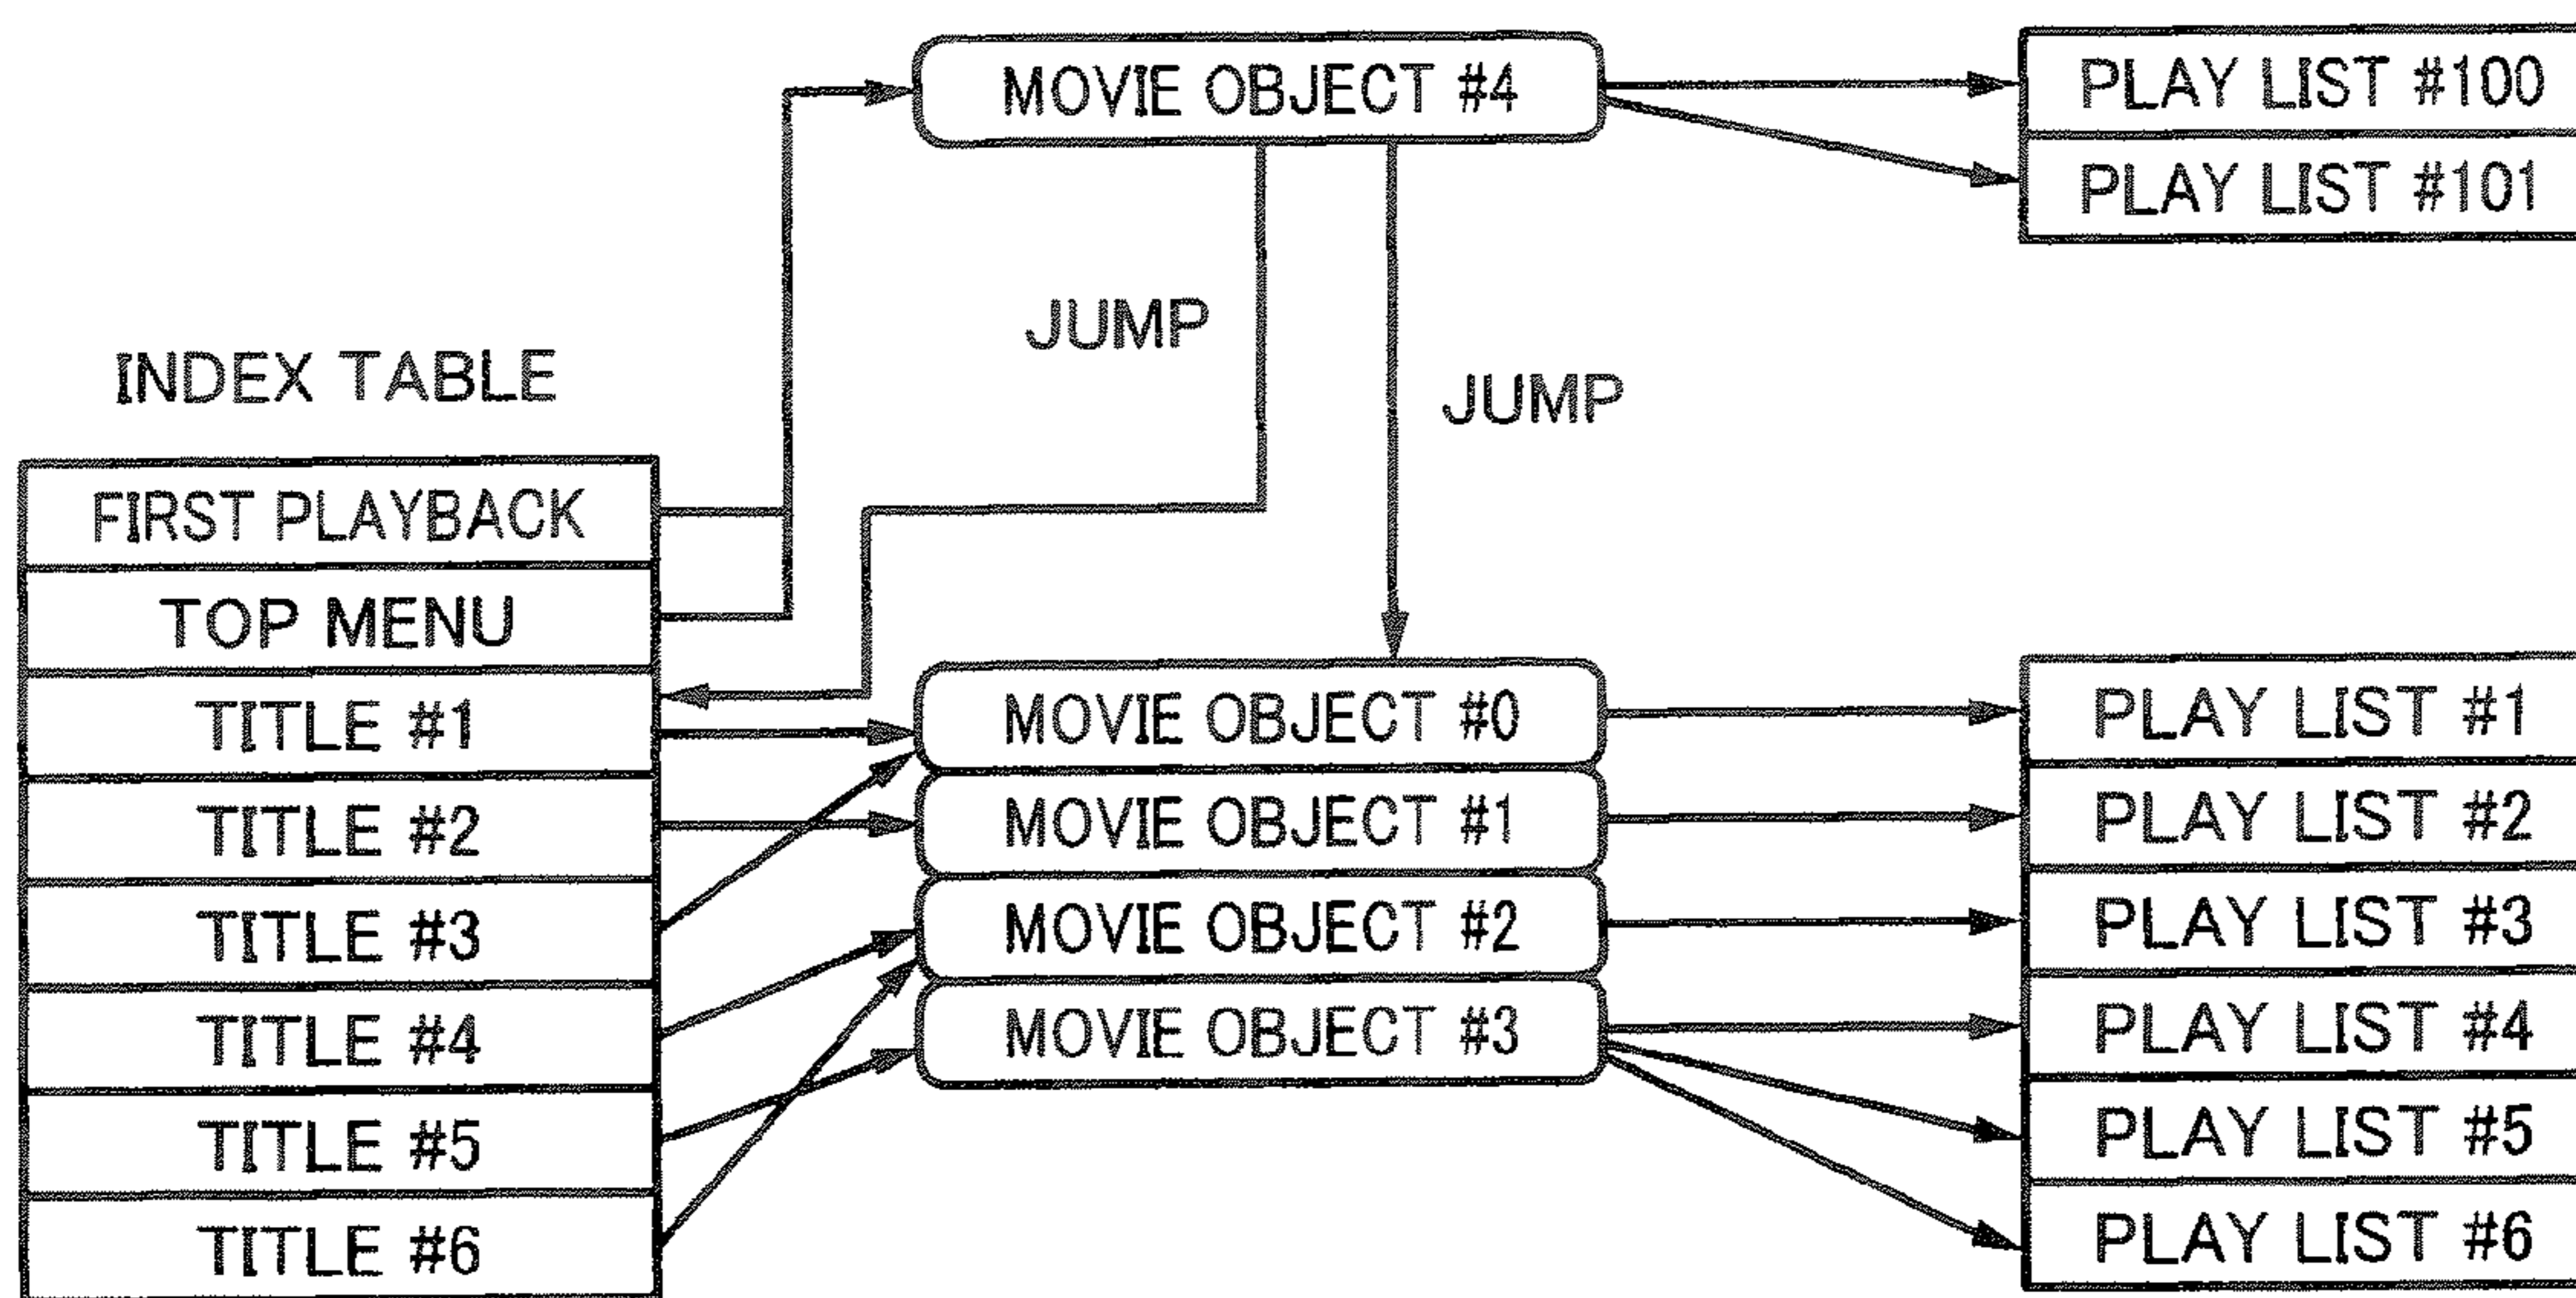 MOVIE OBJECT #4
PLAY LIST #100
PLAY LIST #101
JUMP
JUMP
INDEX TABLE
FIRST PLAYBACK
TOP MENU
TITLE #1
TITLE #2
TITLE #3
TITLE #4
TITLE #5
TITLE #6
MOVIE OBJECT #0
MOVIE OBJECT #1
MOVIE OBJECT #2
MOVIE OBJECT #3
PLAY LIST #1
PLAY LIST #2
PLAY LIST #3
PLAY LIST #4
PLAY LIST #5
PLAY LIST #6